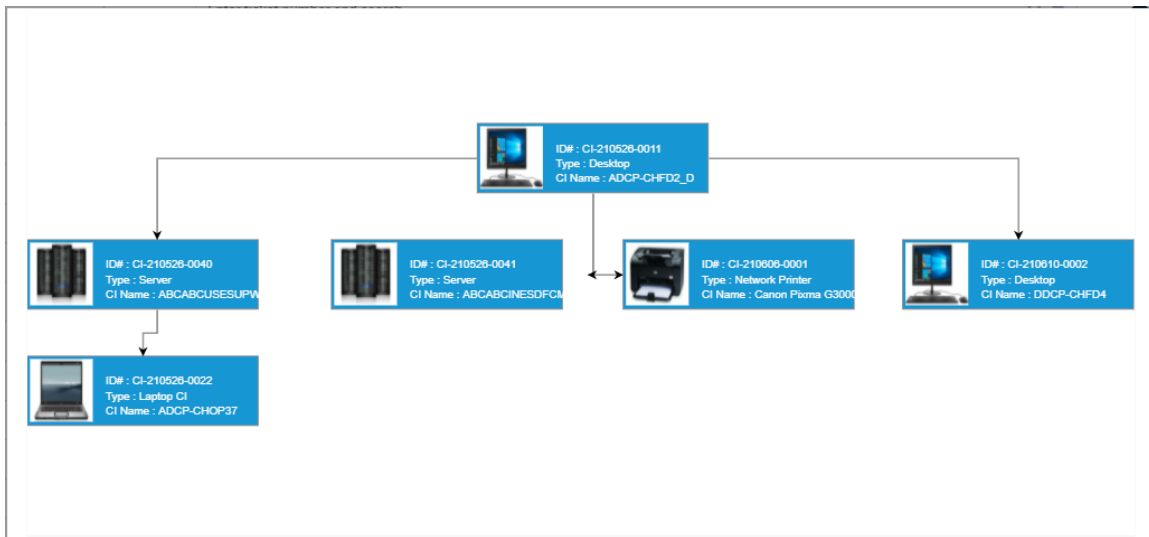 ID# : CI-210526-0011
Type : Desktop
CI Name : ADCP-CHFD2_D
ID# : CI-210526-0040
Type : Server
CI Name : ABCABCUSESUPW
ID# : CI-210526-0041
Type : Server
CI Name : ABCABCINESDFCM
ID# : CI-210606-0001
Type : Network Printer
CI Name : Canon Pixma G3000
ID# : CI-210610-0002
Type : Desktop
CI Name : DDCP-CHFD4
ID# : CI-210526-0022
Type : Laptop CI
CI Name : ADCP-CHOP37